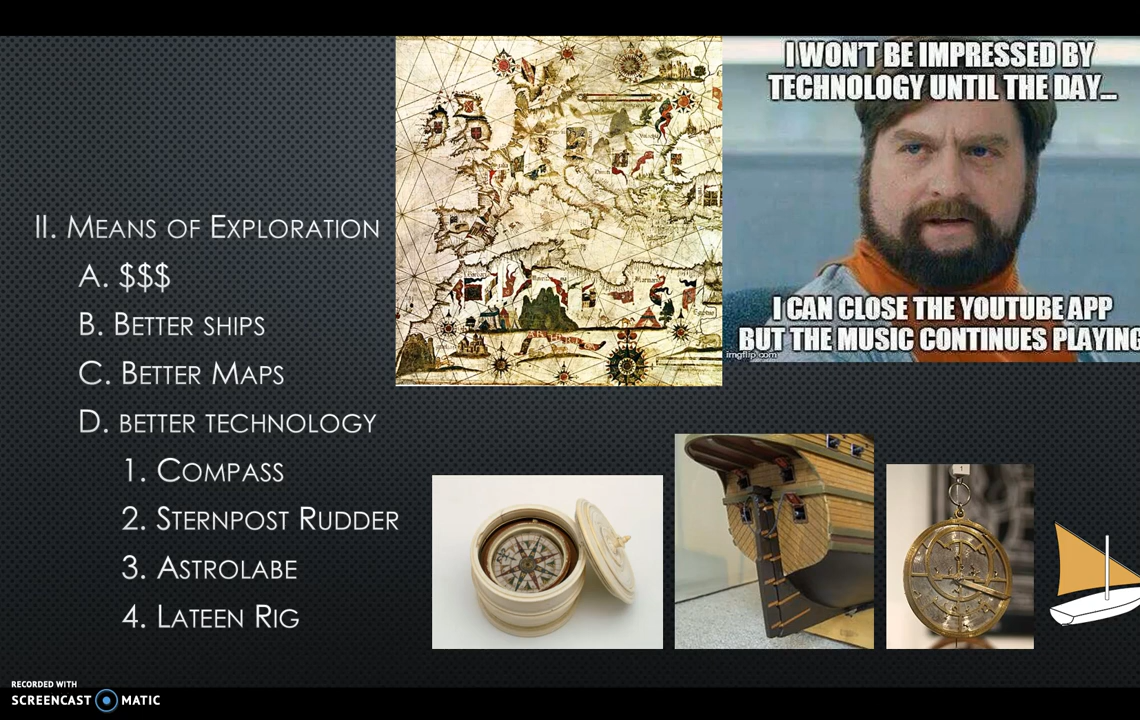 II. Means of Exploration
A. $$$
B. Better ships
C. Better Maps
D. better technology
1. Compass
2. Sternpost Rudder
3. Astrolabe
4. Lateen Rig
I WON'T BE IMPRESSED BY
TECHNOLOGY UNTIL THE DAY...
I CAN CLOSE THE YOUTUBE APP
BUT THE MUSIC CONTINUES PLAYING
imgflip.com
1
RECORDED WITH
SCREENCAST MATIC